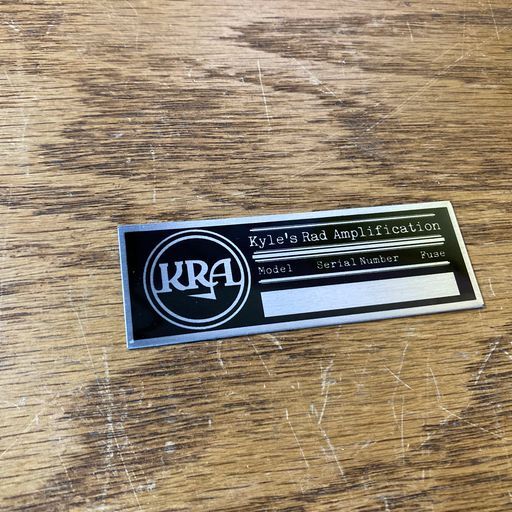 KRA
Kyle's Rad Amplification
Model Serial Number Fuse